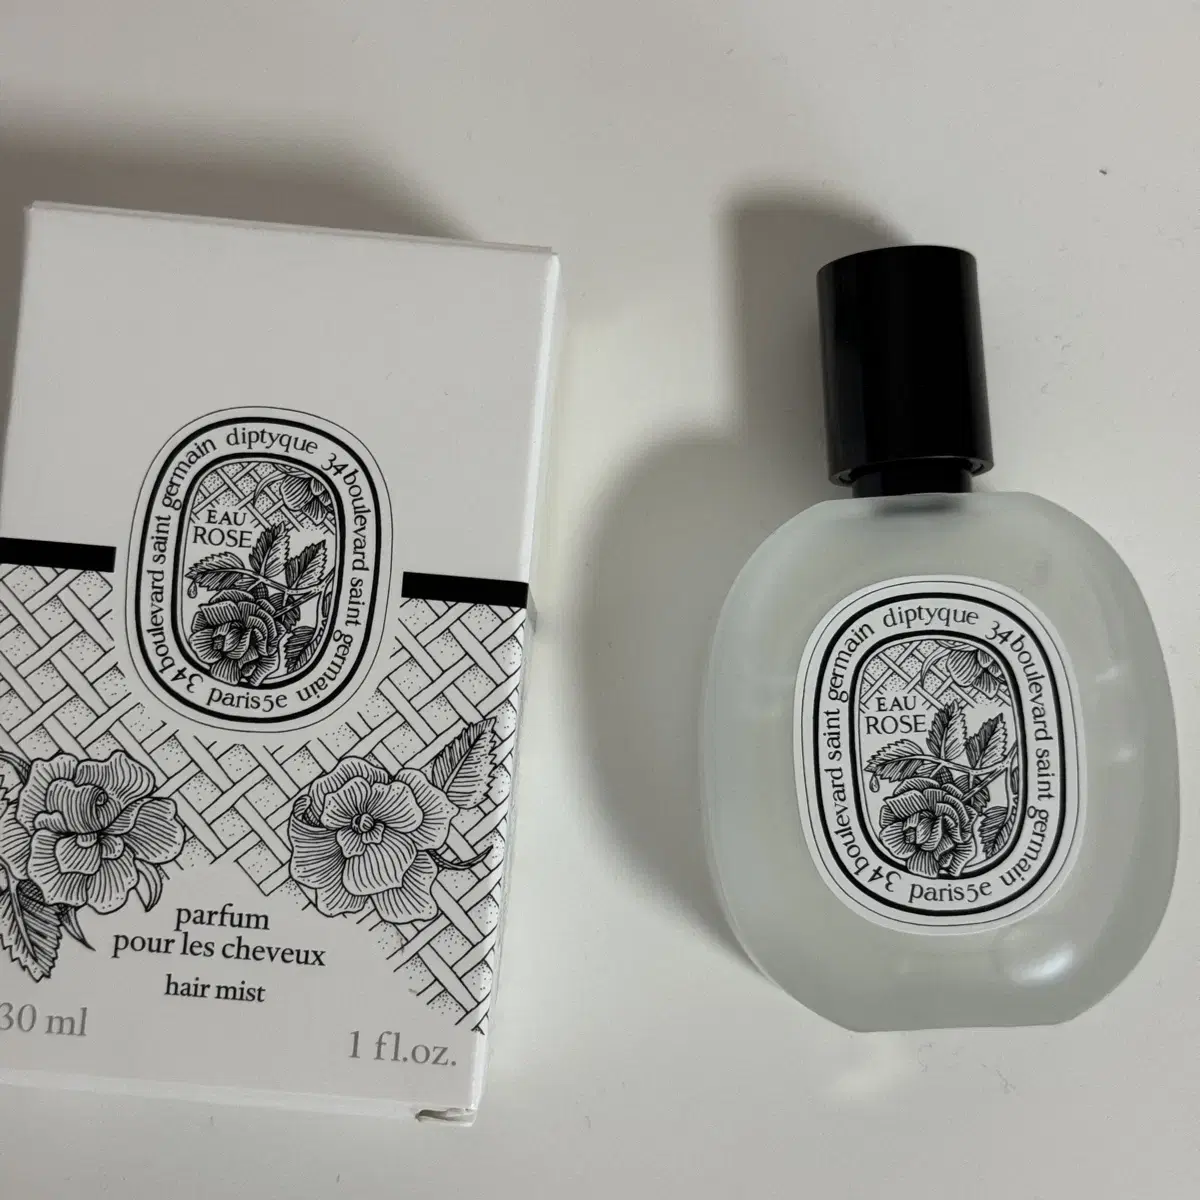 diptyque 34 boulevard saint germain paris 5e 34 boulevard saint germain
EAU
ROSE
parfum
pour les cheveux
hair mist
30 ml
1 fl.oz.
diptyque 34 boulevard saint germain paris 5e 34 boulevard saint germain
EAU
ROSE